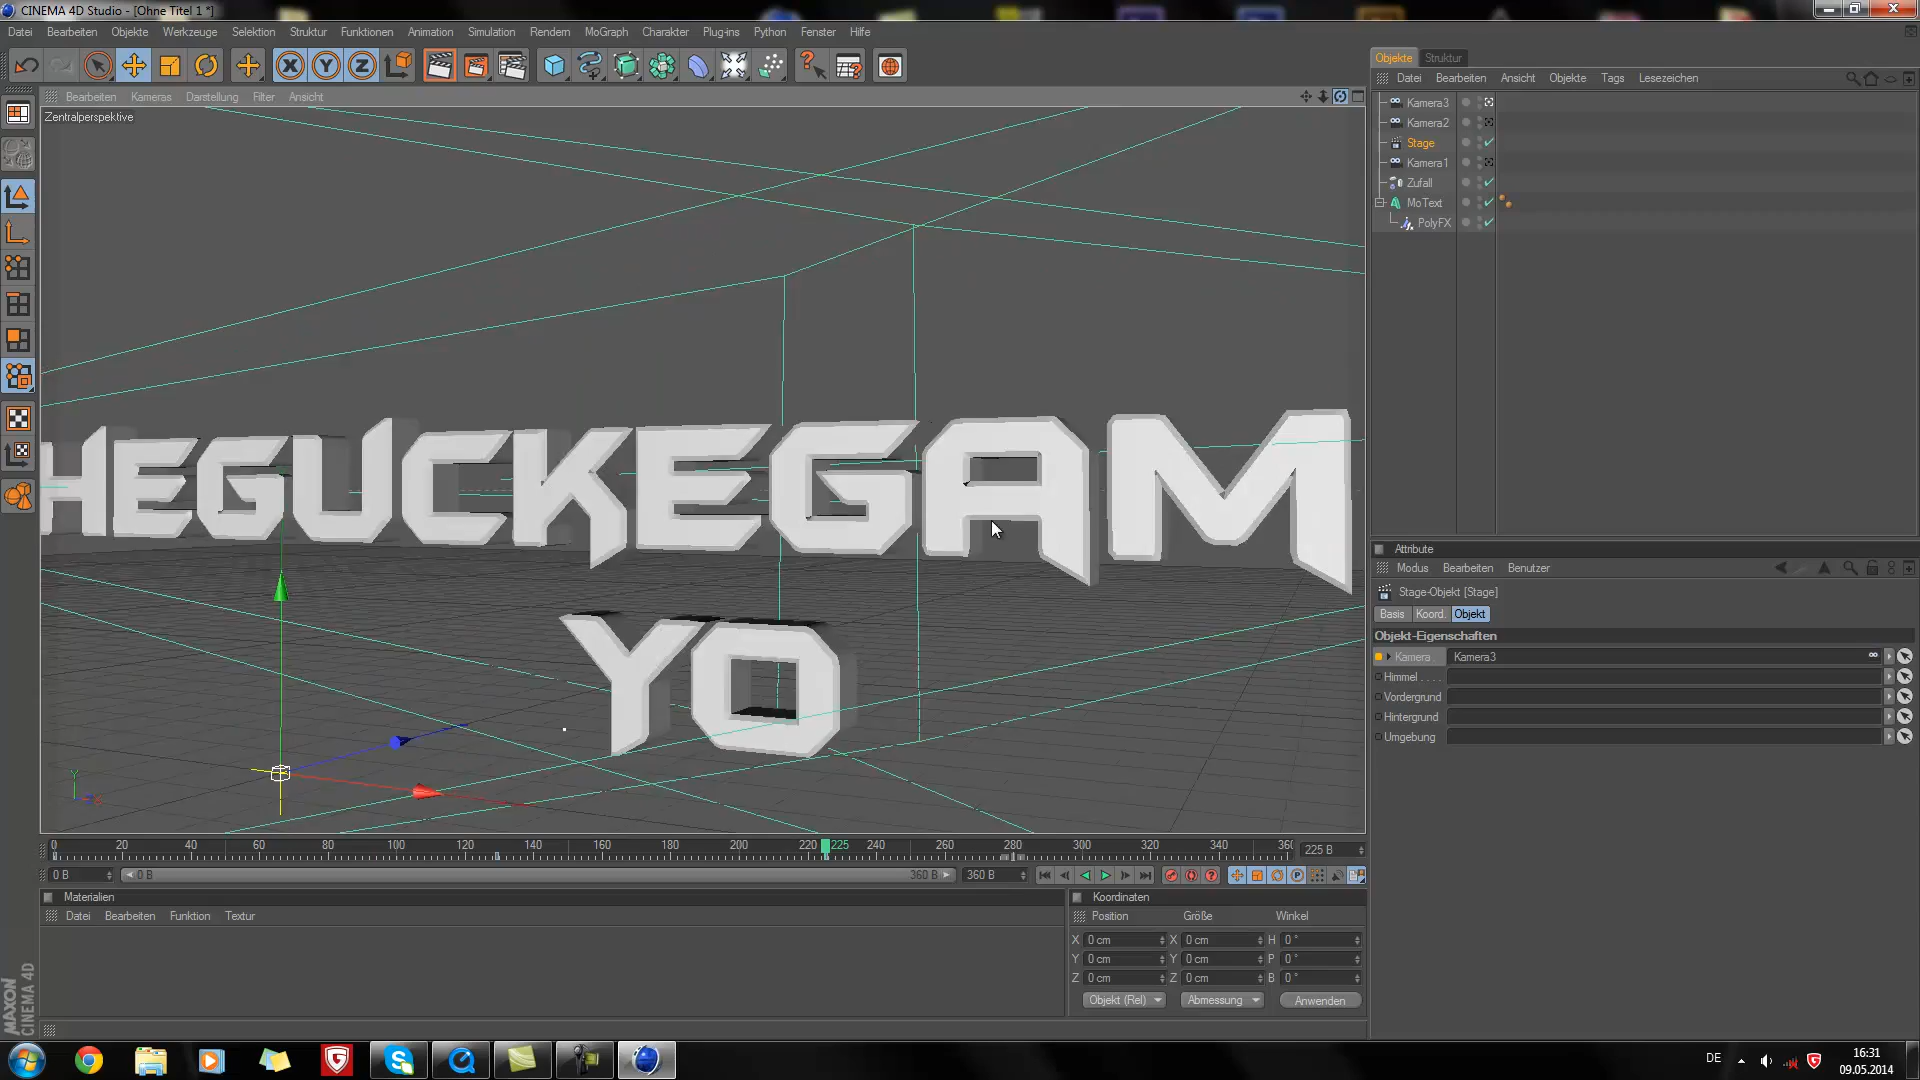 CINEMA 4D Studio - [Ohne Titel 1 *]
Datei Bearbeiten Objekte Werkzeuge Selektion Struktur Funktionen Animation Simulation Rendern MoGraph Charakter Plug-ins Python Fenster Hilfe
Bearbeiten Kameras Darstellung Filter Ansicht
Zentralperspektive
HEGUCKEGAM
YO
Y
0 20 40 60 80 100 120 140 160 180 200 220 225 240 260 280 300 320 340 360
225 B
0 B
0 B 360 B
360 B
Materialien
Datei Bearbeiten Funktion Textur
Koordinaten
Position Größe Winkel
X 0 cm X 0 cm H 0 °
Y 0 cm Y 0 cm P 0 °
Z 0 cm Z 0 cm B 0 °
Objekt (Rel) Abmessung Anwenden
MAXON
CINEMA 4D
Objekte Struktur
Datei Bearbeiten Ansicht Objekte Tags Lesezeichen
Kamera3
Kamera2
Stage
Kamera1
Zufall
MoText
PolyFX
Attribute
Modus Bearbeiten Benutzer
Stage-Objekt [Stage]
Basis Koord. Objekt
Objekt-Eigenschaften
Kamera . Kamera3
Himmel . . . .
Vordergrund
Hintergrund
Umgebung
DE
16:31
09.05.2014